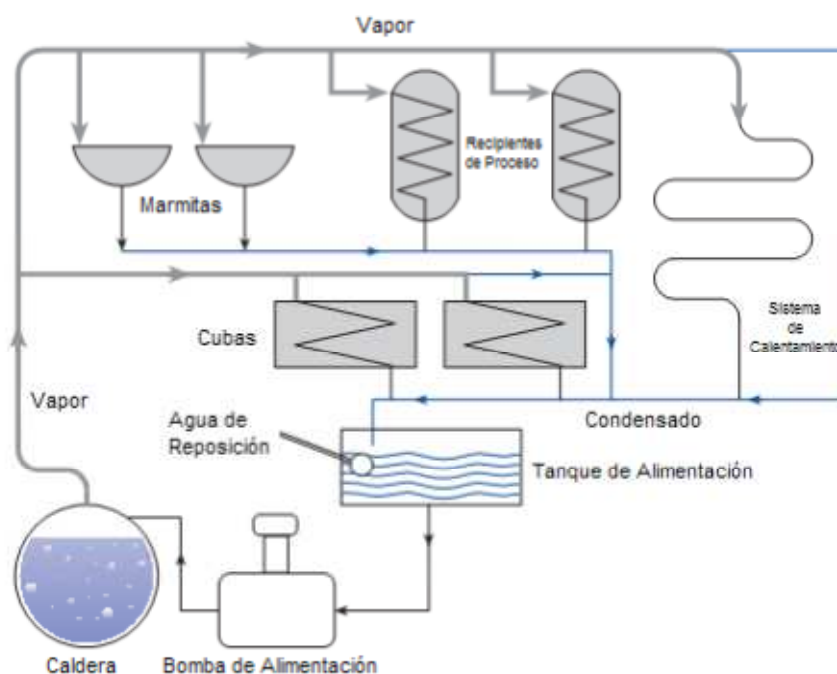 Vapor
Recipientes
de Proceso
Marmitas
Sistema
de
Calentamiento
Cubas
Vapor
Condensado
Agua de
Reposición
Tanque de Alimentación
Caldera
Bomba de Alimentación